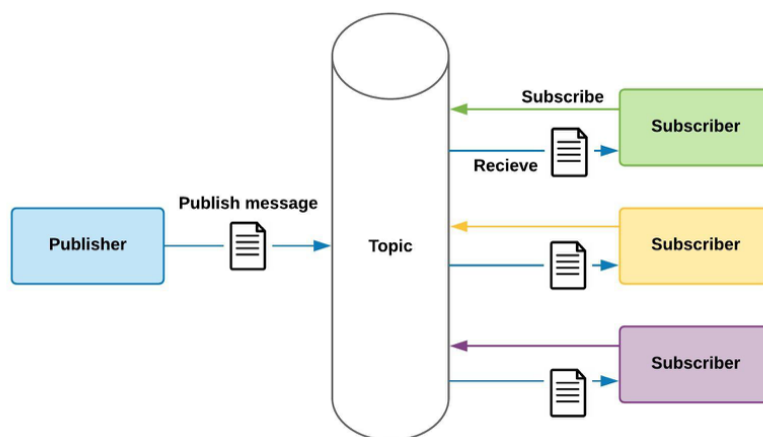 Subscribe
Subscriber
Recieve
Publish message
Publisher
Topic
Subscriber
Subscriber